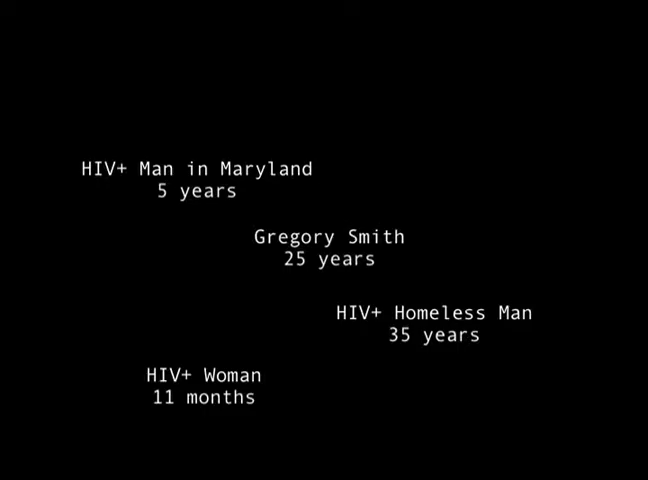 HIV+ Man in Maryland
5 years
Gregory Smith
25 years
HIV+ Homeless Man
35 years
HIV+ Woman
11 months